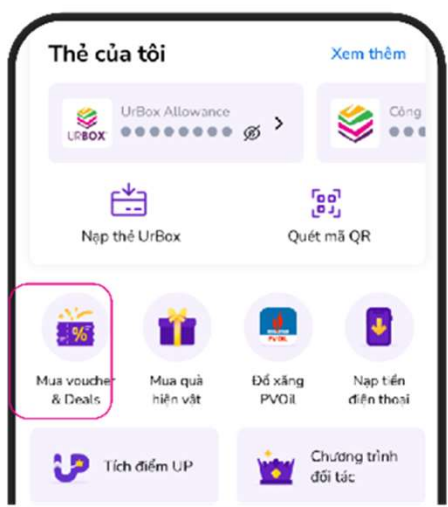 Thẻ của tôi
Xem thêm
UrBox Allowance
URBOX
Công
Nạp thẻ UrBox
Quét mã QR
%
Mua voucher
& Deals
Mua quà
hiện vật
PVOIL
Đổ xăng
PVOil
Nạp tiền
điện thoại
UP
Tích điểm UP
Chương trình
đối tác